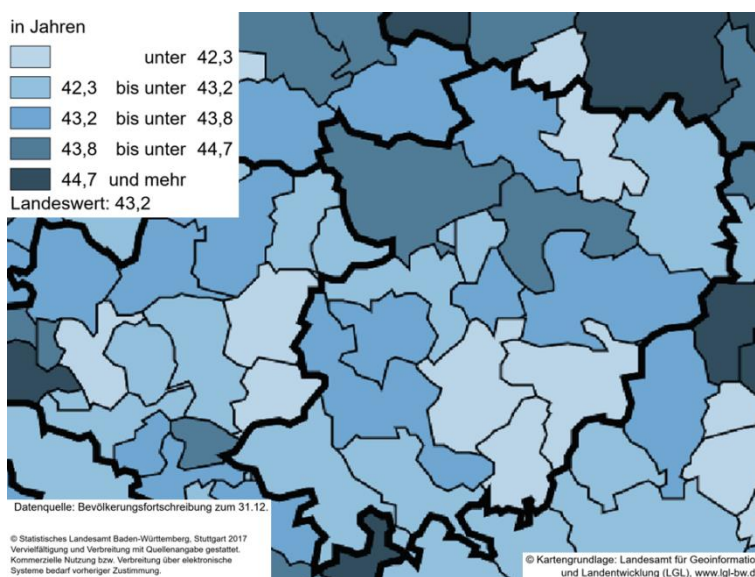 in Jahren
unter 42,3
42,3 bis unter 43,2
43,2 bis unter 43,8
43,8 bis unter 44,7
44,7 und mehr
Landeswert: 43,2
Datenquelle: Bevölkerungsfortschreibung zum 31.12.
© Statistisches Landesamt Baden-Württemberg, Stuttgart 2017
Vervielfältigung und Verbreitung mit Quellenangabe gestattet.
Kommerzielle Nutzung bzw. Verbreitung über elektronische
Systeme bedarf vorheriger Zustimmung.
© Kartengrundlage: Landesamt für Geoinformation
und Landentwicklung (LGL), www.lgl-bw.d